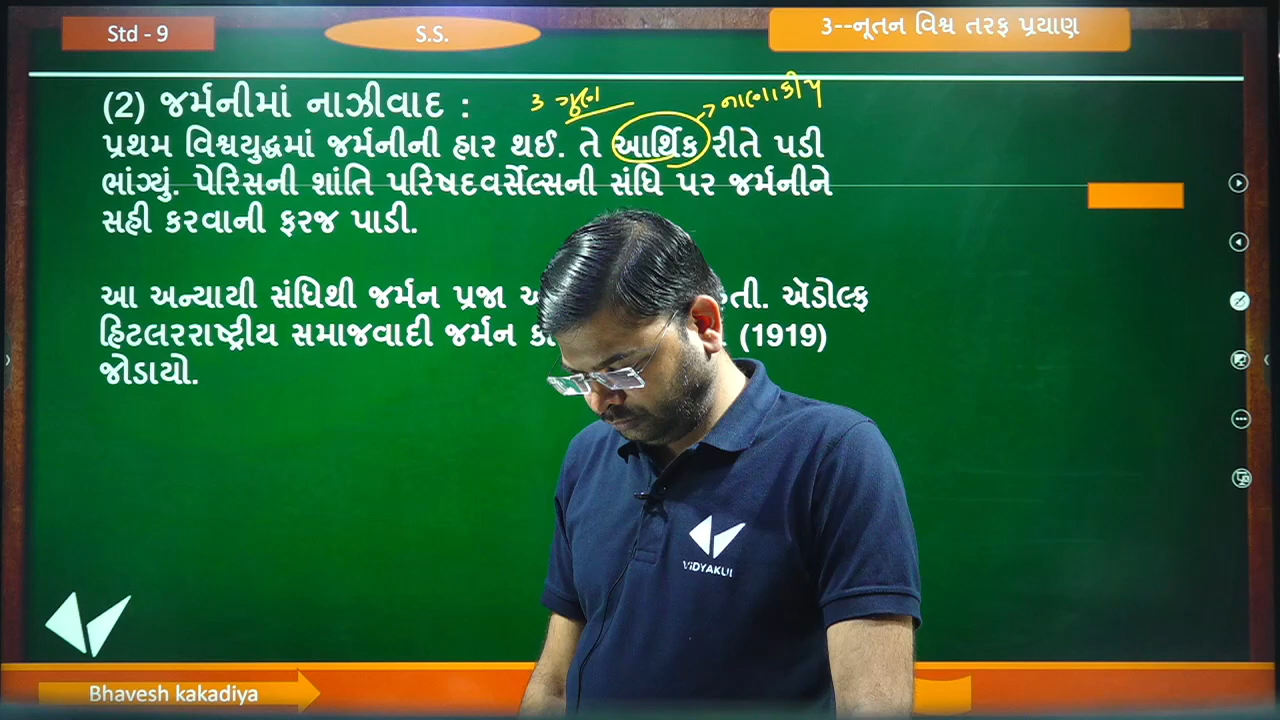 Std - 9
S.S.
૩--નૂતન વિશ્વ તરફ પ્રયાણ
(2) જર્મનીમાં નાઝીવાદ :
નાણાકીય
પ્રથમ વિશ્વયુદ્ધમાં જર્મનીની હાર થઈ. તે આર્થિક રીતે પડી
ભાંગ્યું. પેરિસની શાંતિ પરિષદવર્સેલ્સની સંધિ પર જર્મનીને
સહી કરવાની ફરજ પાડી.
આ અન્યાયી સંધિથી જર્મન પ્રજા
ઍડોલ્ફ
હિટલરરાષ્ટ્રીય સમાજવાદી જર્મન
(1919)
જોડાયો.
VIDYAKUL
Bhavesh kakadiya